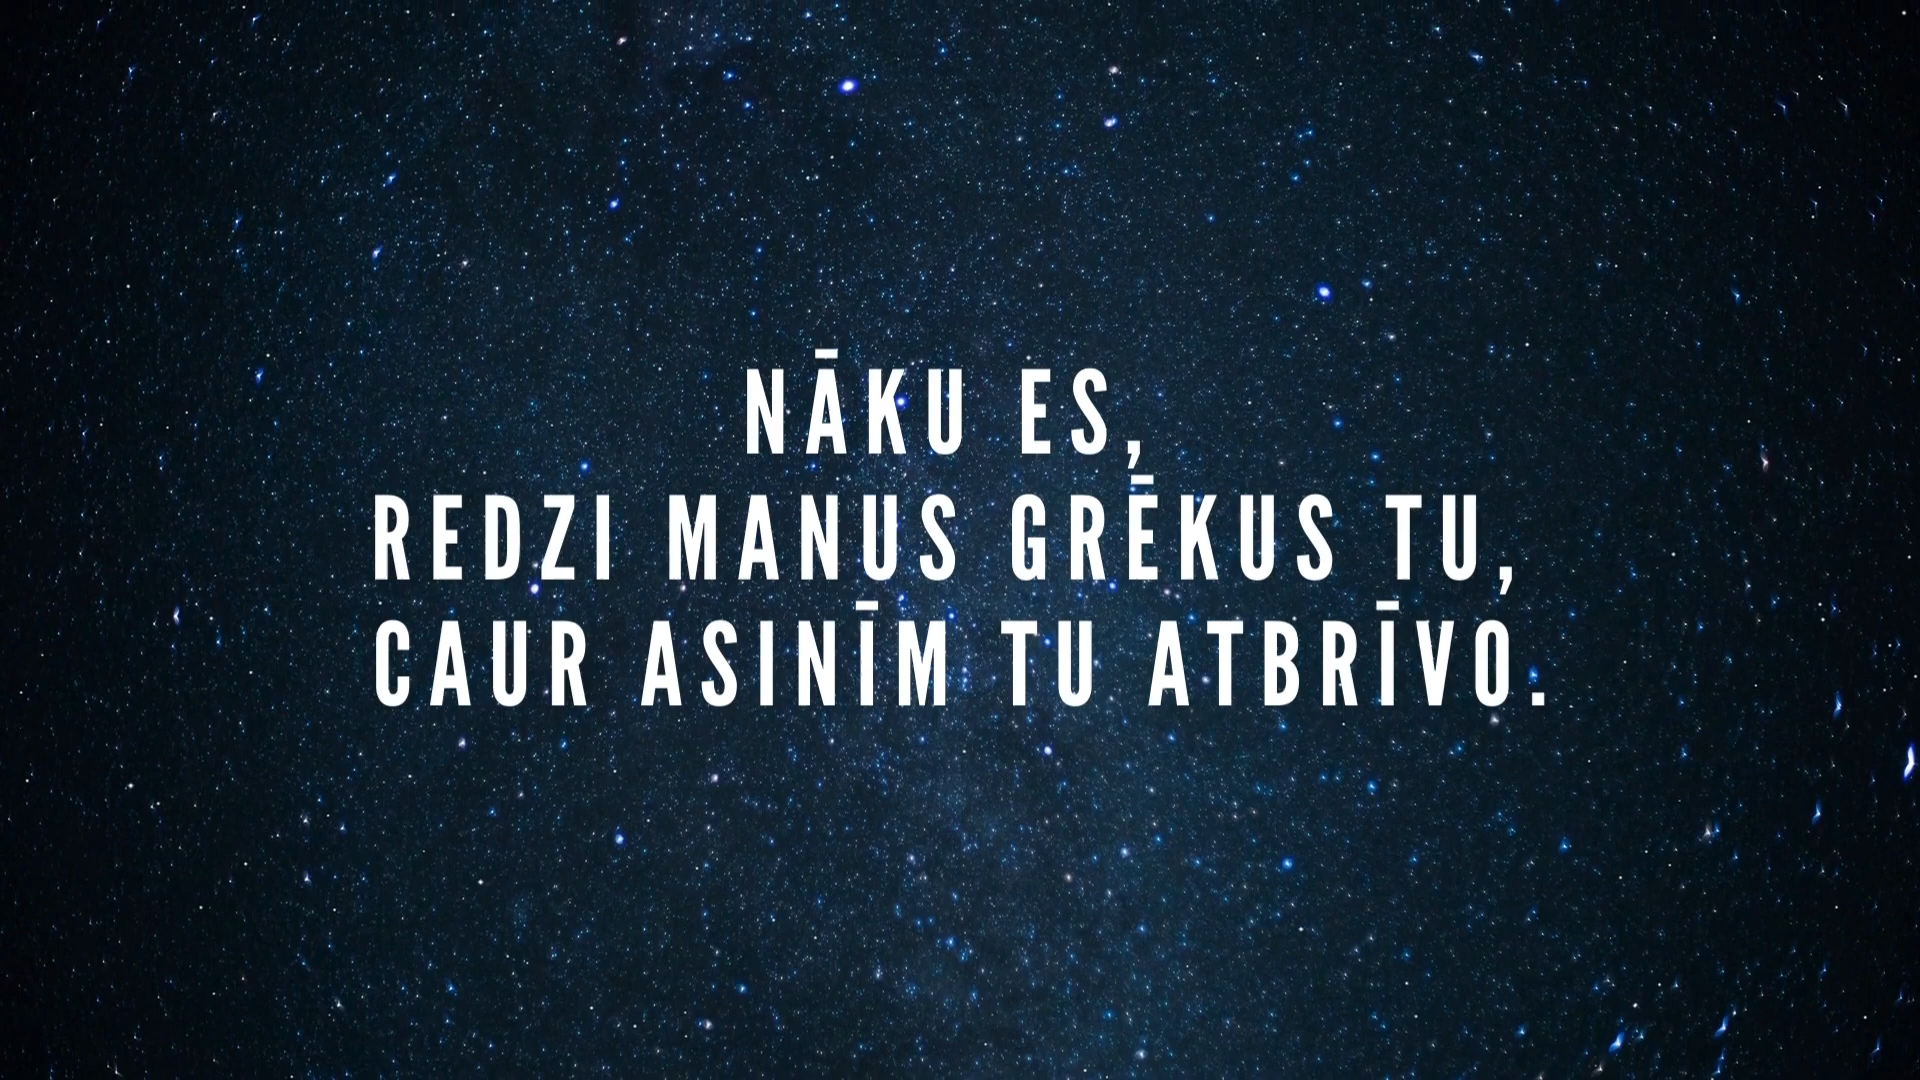 NĀKU ES,
REDZI MANUS GRĒKUS TU,
CAUR ASINĪM TU ATBRĪVO.